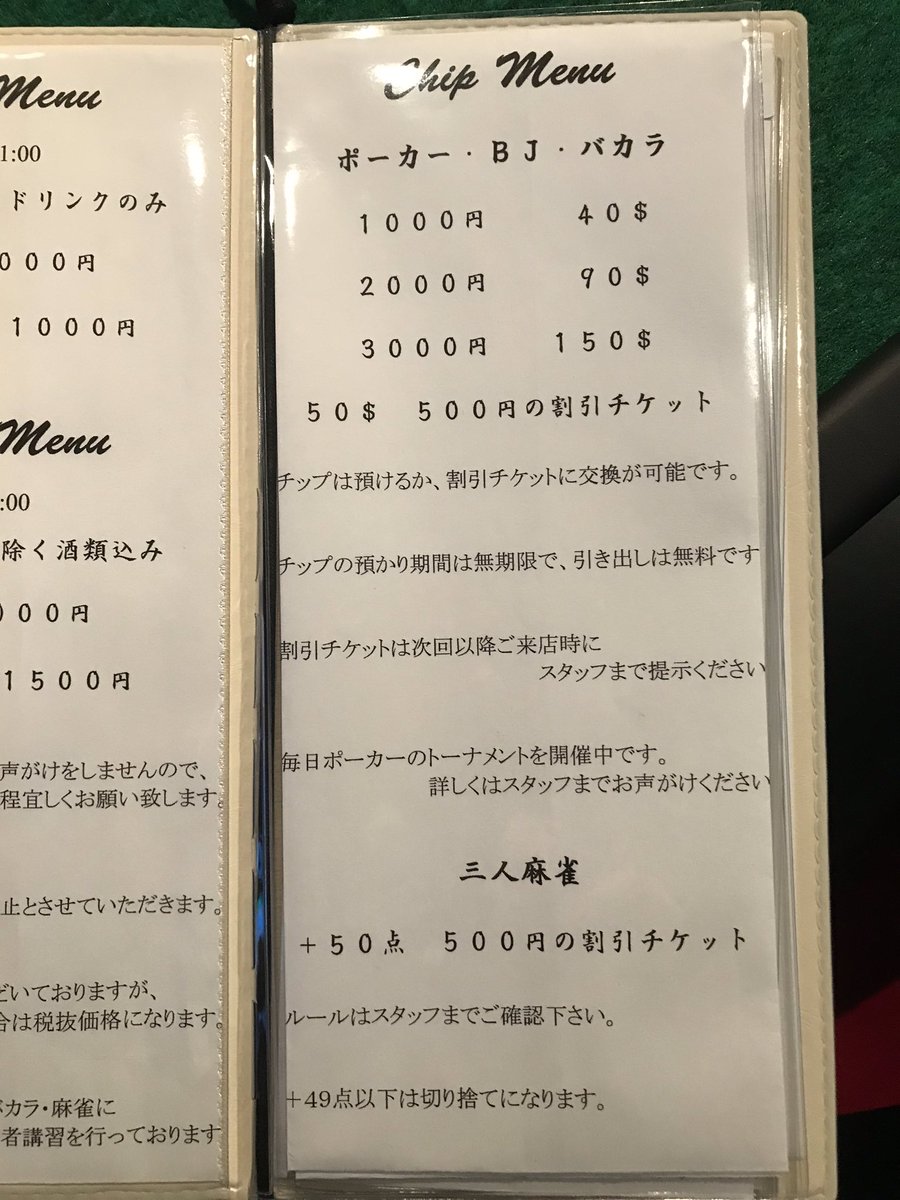 Menu
1:00
ドリンクのみ
000円
1000円
Menu
:00
除く酒類込み
000円
1500円
声がけをしませんので、
程宜しくお願い致します。
止とさせていただきます。
だいておりますが、
合は税抜価格になります。
バカラ・麻雀に
者講習を行っております
Chip Menu
ポーカー・BJ・バカラ
1000円 40$
2000円 90$
3000円 150$
50$ 500円の割引チケット
チップは預けるか、割引チケットに交換が可能です。
チップの預かり期間は無期限で、引き出しは無料です
割引チケットは次回以降ご来店時に
スタッフまで提示ください
毎日ポーカーのトーナメントを開催中です。
詳しくはスタッフまでお声がけください
三人麻雀
+50点 500円の割引チケット
ルールはスタッフまでご確認下さい。
+49点以下は切り捨てになります。